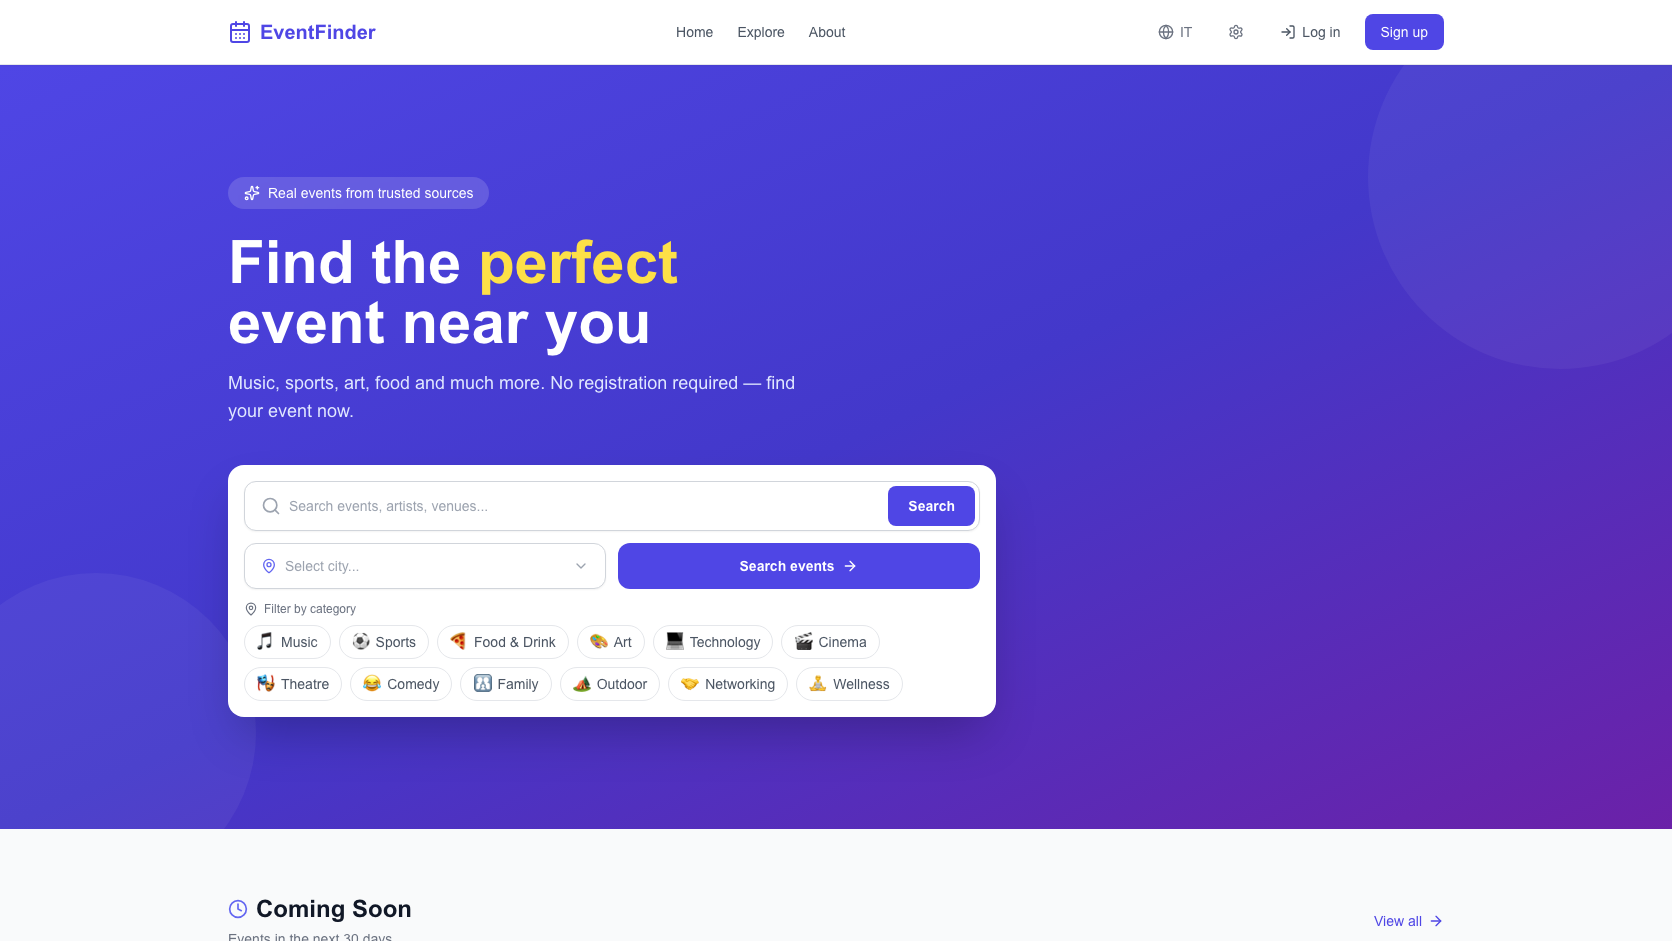 EventFinder
Home
Explore
About
IT
Log in
Sign up
Real events from trusted sources
Find the perfect
event near you
Music, sports, art, food and much more. No registration required — find
your event now.
Search events, artists, venues...
Search
Select city...
Search events
Filter by category
Music
Sports
Food & Drink
Art
Technology
Cinema
Theatre
Comedy
Family
Outdoor
Networking
Wellness
Coming Soon
View all
Events in the next 30 days